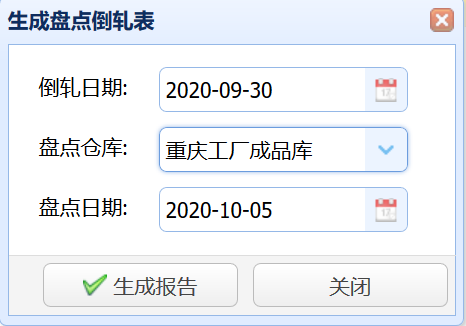 生成盘点倒轧表
倒轧日期: 2020-09-30
盘点仓库: 重庆工厂成品库
盘点日期: 2020-10-05
生成报告 关闭